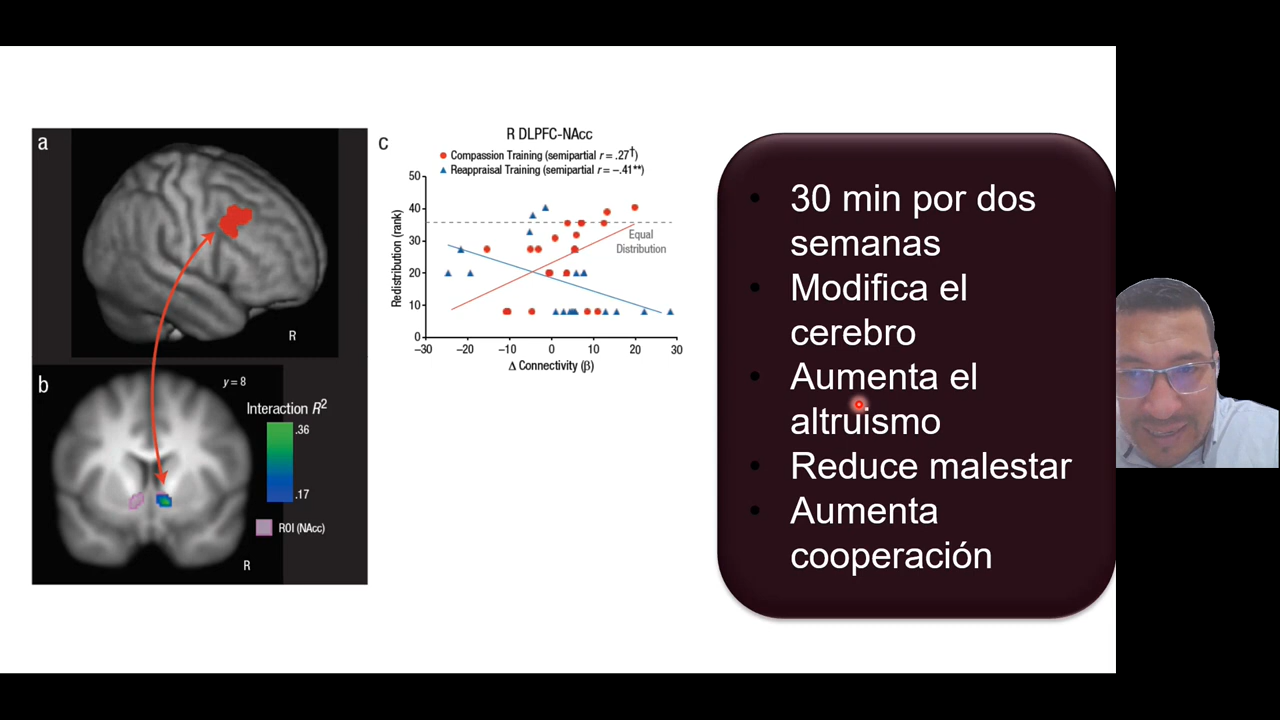 a
R
b
y = 8
Interaction R²
.36
.17
ROI (NAcc)
R
c
R DLPFC-NAcc
Compassion Training (semipartial r = .27†)
Reappraisal Training (semipartial r = –.41**)
50
40
30
20
10
0
Redistribution (rank)
Equal
Distribution
–30 –20 –10 0 10 20 30
Δ Connectivity (β)
• 30 min por dos
semanas
• Modifica el
cerebro
• Aumenta el
altruismo
• Reduce malestar
• Aumenta
cooperación